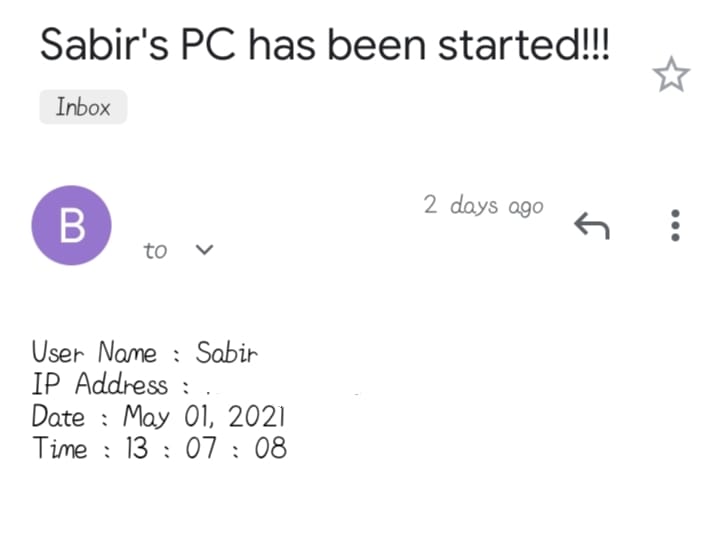 Sabir's PC has been started!!!
Inbox
B
2 days ago
to
User Name : Sabir
IP Address :
Date : May 01, 2021
Time : 13 : 07 : 08